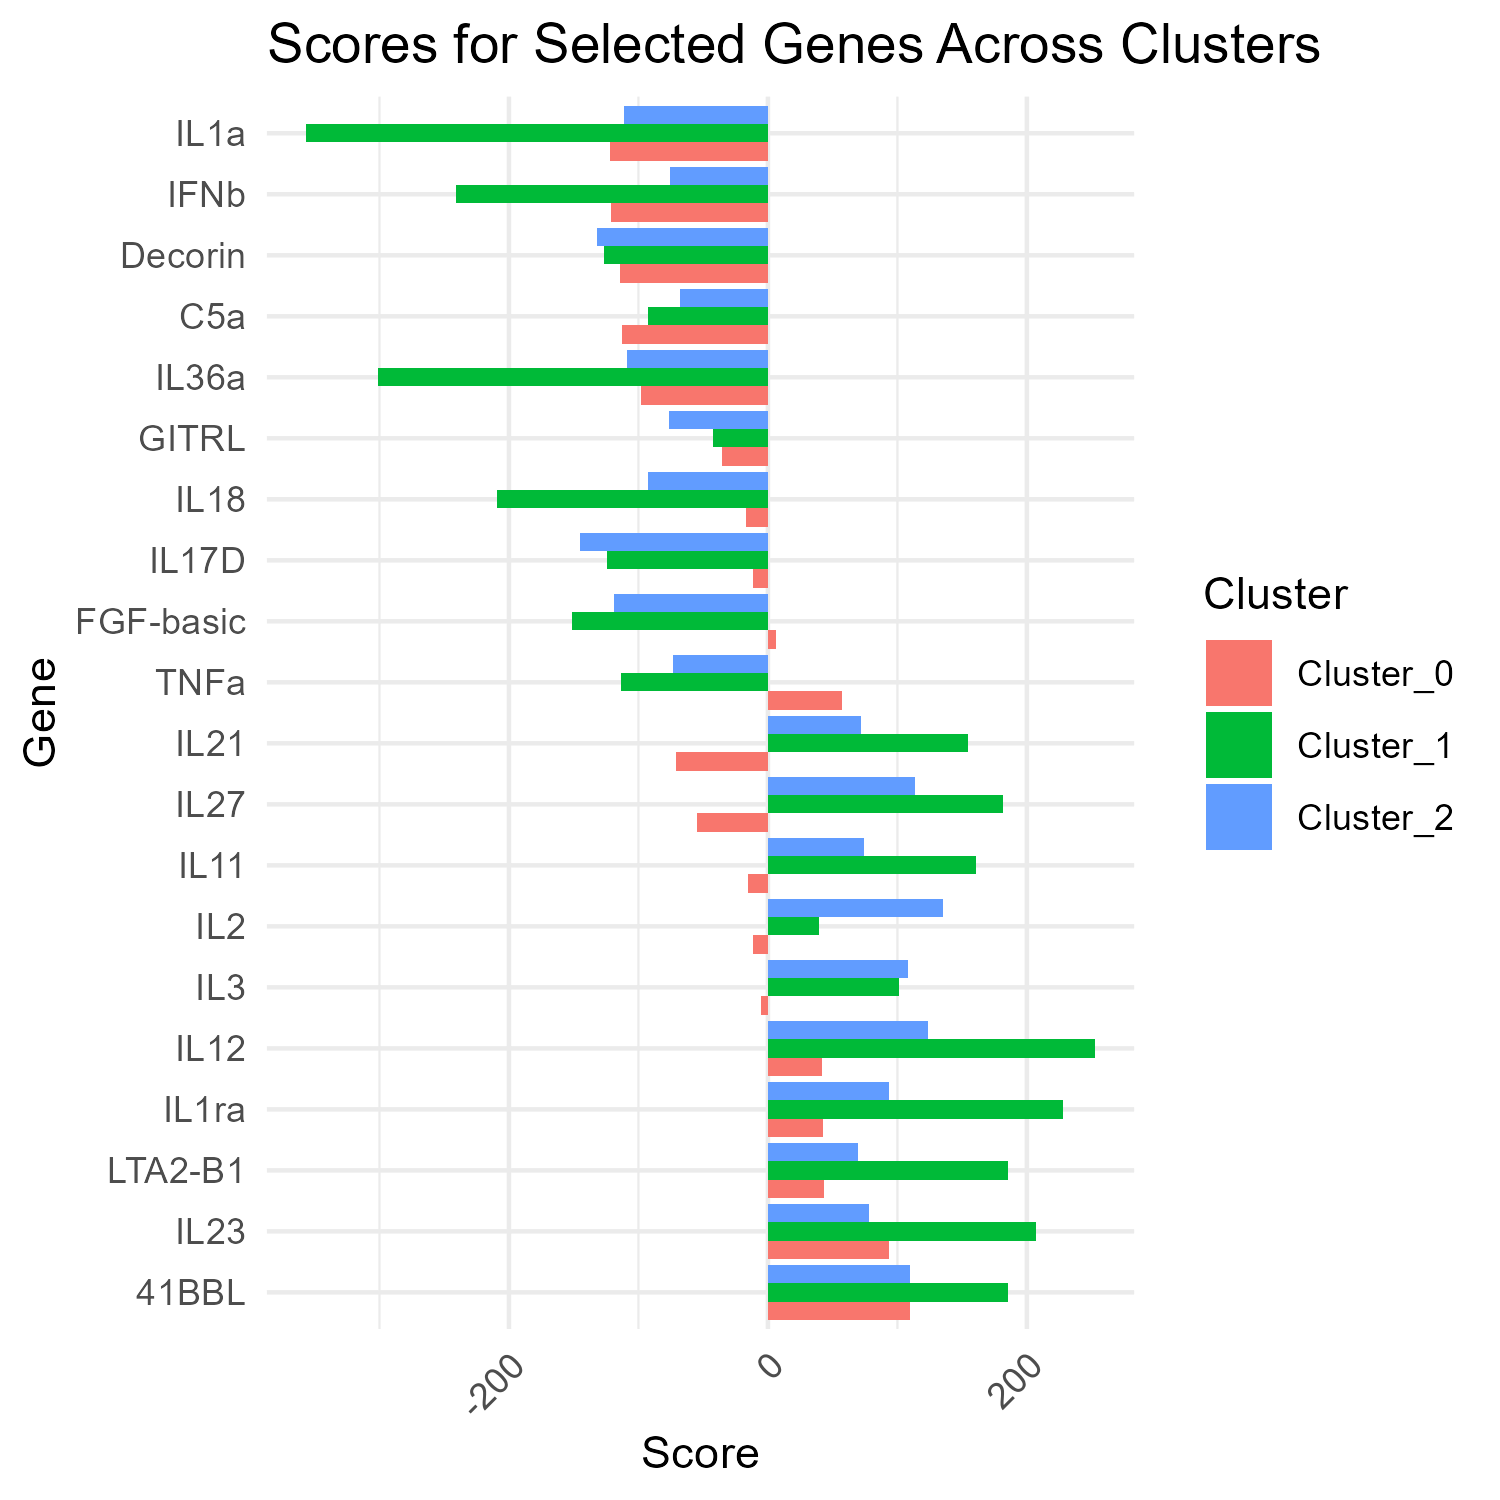 Scores for Selected Genes Across Clusters
Gene
IL1a
IFNb
Decorin
C5a
IL36a
GITRL
IL18
IL17D
FGF-basic
TNFa
IL21
IL27
IL11
IL2
IL3
IL12
IL1ra
LTA2-B1
IL23
41BBL
-200
0
200
Score
Cluster
Cluster_0
Cluster_1
Cluster_2